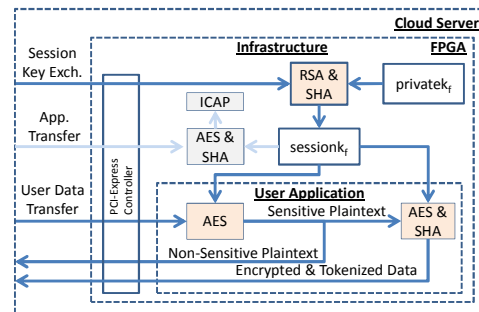 Cloud Server
Infrastructure
FPGA
Session
Key Exch.
RSA &
SHA
privatek_f
ICAP
App.
Transfer
AES &
SHA
sessionk_f
PCI-Express
Controller
User Application
User Data
Transfer
AES
Sensitive Plaintext
AES &
SHA
Non-Sensitive Plaintext
Encrypted & Tokenized Data